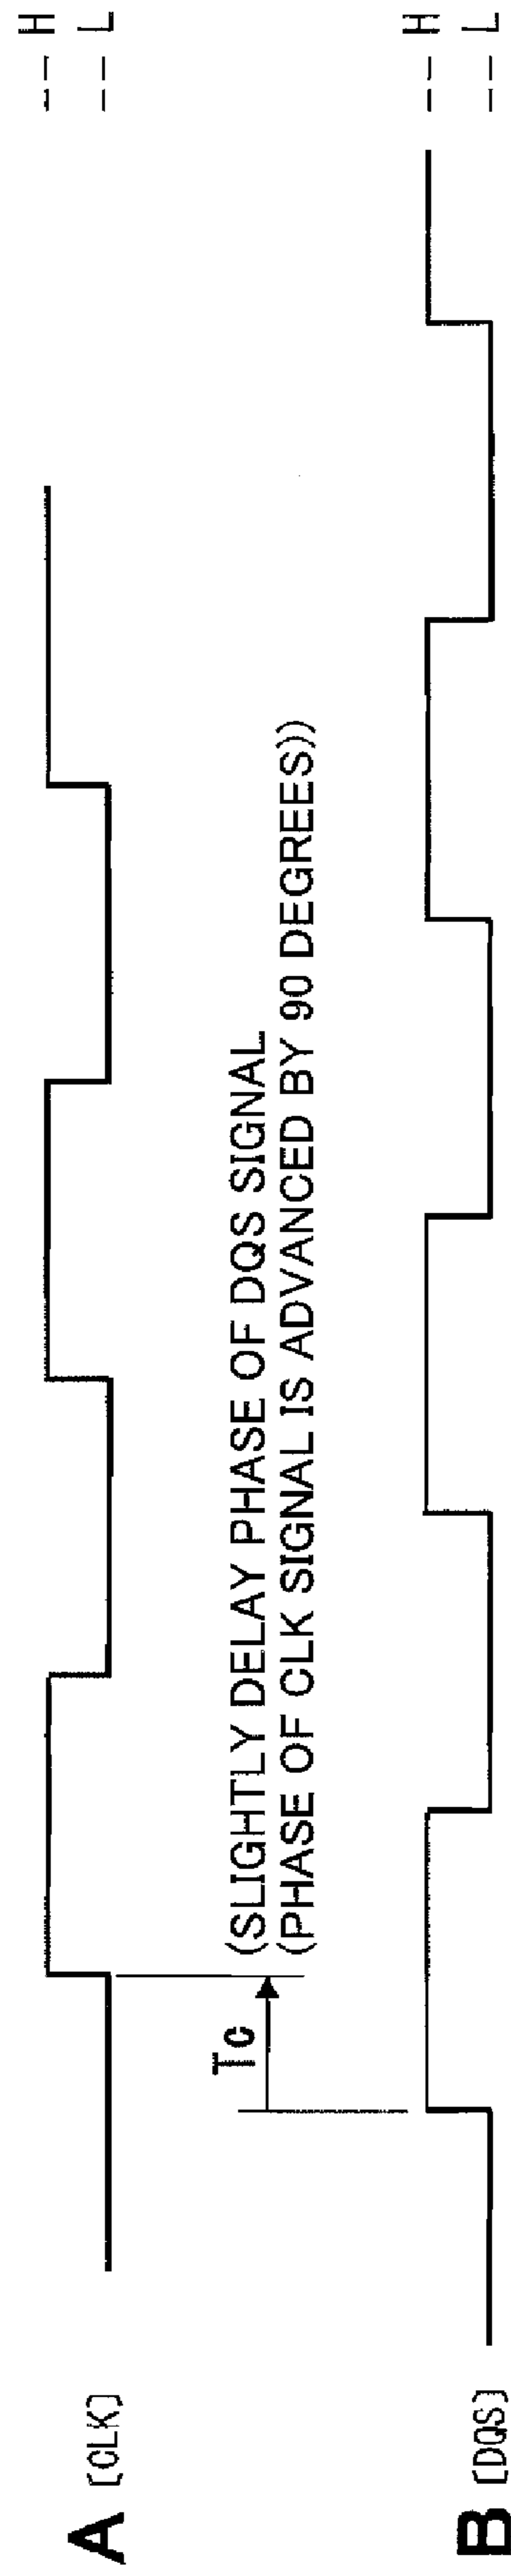 A [CLK]
H
L
Tc
(SLIGHTLY DELAY PHASE OF DQS SIGNAL
(PHASE OF CLK SIGNAL IS ADVANCED BY 90 DEGREES))
B [DQS]
H
L